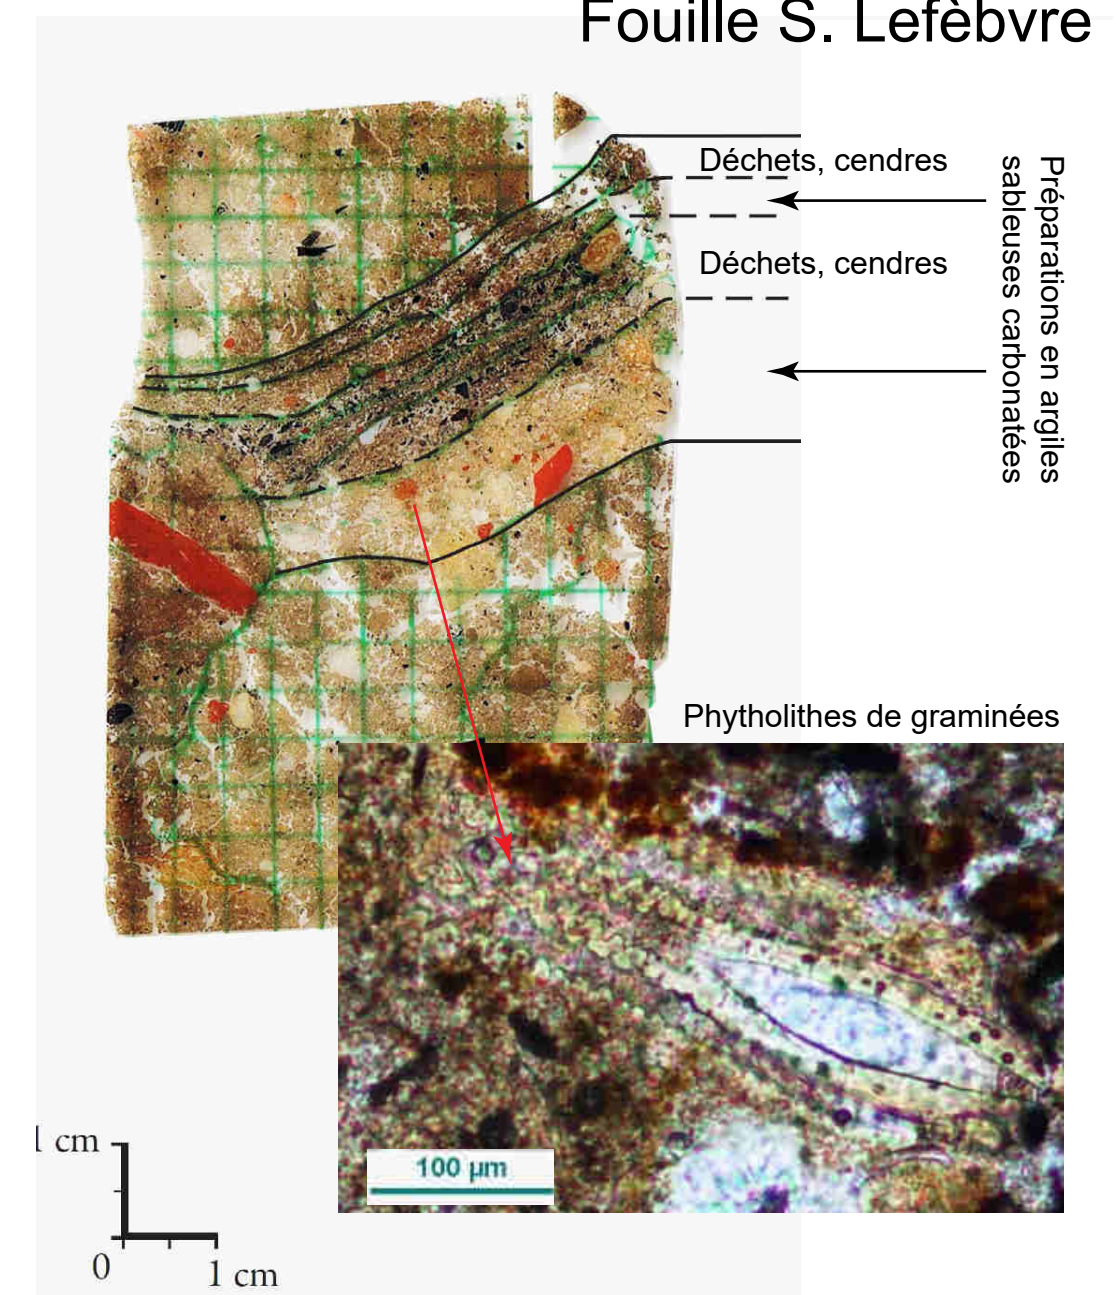 Fouille S. Lefèbvre
Déchets, cendres
Déchets, cendres
Préparations en argiles
sableuses carbonatées
Phytholithes de graminées
100 µm
1 cm
0
1 cm